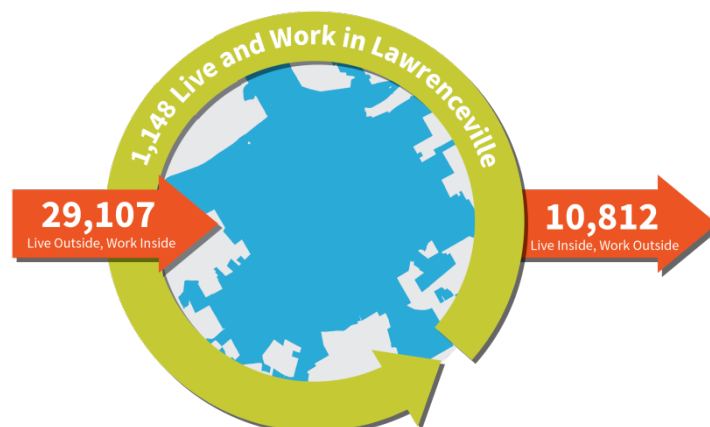 1,148 Live and Work in Lawrenceville
29,107
Live Outside, Work Inside
10,812
Live Inside, Work Outside